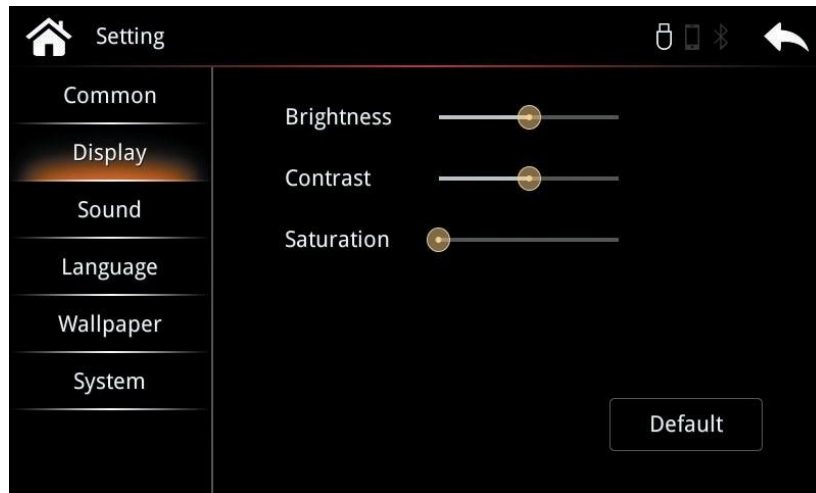 Setting
Common
Display
Sound
Language
Wallpaper
System
Brightness
Contrast
Saturation
Default